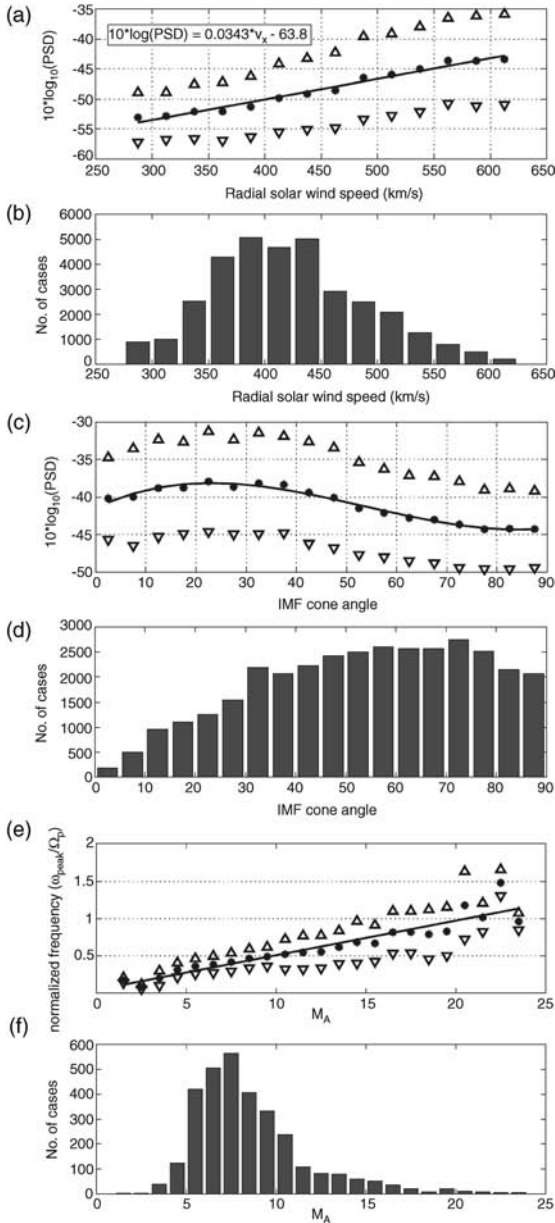 (a)
10*log(PSD) = 0.0343*vx - 63.8
10*log10(PSD)
-35
-40
-45
-50
-55
-60
250 300 350 400 450 500 550 600 650
Radial solar wind speed (km/s)
(b)
No. of cases
6000
5000
4000
3000
2000
1000
0
250 300 350 400 450 500 550 600 650
Radial solar wind speed (km/s)
(c)
10*log10(PSD)
-30
-35
-40
-45
-50
0 10 20 30 40 50 60 70 80 90
IMF cone angle
(d)
No. of cases
3000
2500
2000
1500
1000
500
0
0 10 20 30 40 50 60 70 80 90
IMF cone angle
(e)
normalized frequency (ωpeak/Ωp)
2
1.5
1
0.5
0 5 10 15 20 25
MA
(f)
No. of cases
600
500
400
300
200
100
0
0 5 10 15 20 25
MA